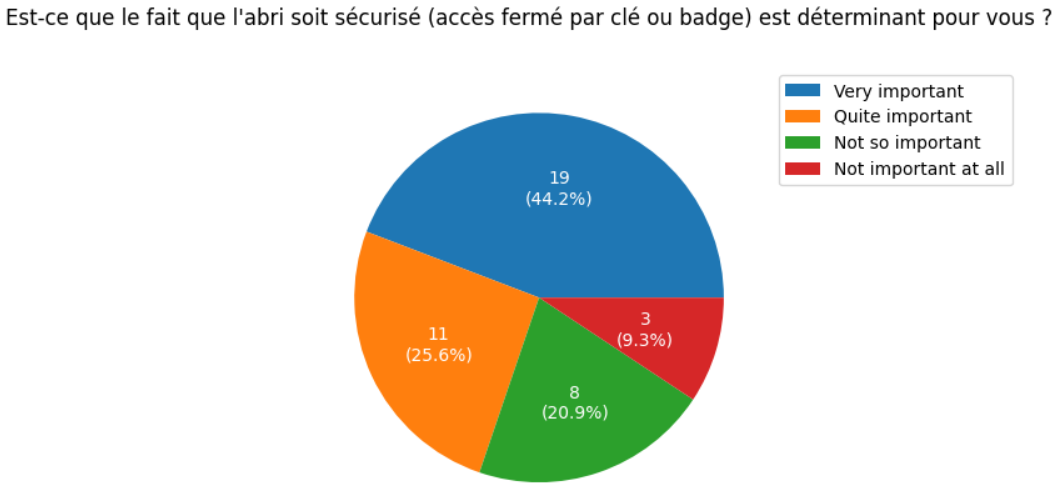 Est-ce que le fait que l'abri soit sécurisé (accès fermé par clé ou badge) est déterminant pour vous ?
Very important
Quite important
Not so important
Not important at all
19
(44.2%)
11
(25.6%)
3
(9.3%)
8
(20.9%)